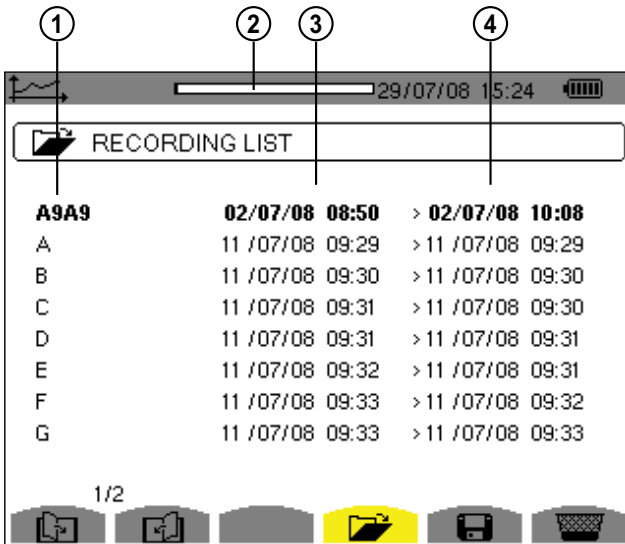 1 2 3 4
29/07/08 15:24
RECORDING LIST
A9A9 02/07/08 08:50 > 02/07/08 10:08
A 11 /07/08 09:29 >11 /07/08 09:29
B 11 /07/08 09:30 >11 /07/08 09:30
C 11 /07/08 09:31 >11 /07/08 09:30
D 11 /07/08 09:31 >11 /07/08 09:31
E 11 /07/08 09:32 >11 /07/08 09:31
F 11 /07/08 09:33 >11 /07/08 09:32
G 11 /07/08 09:33 >11 /07/08 09:33
1/2